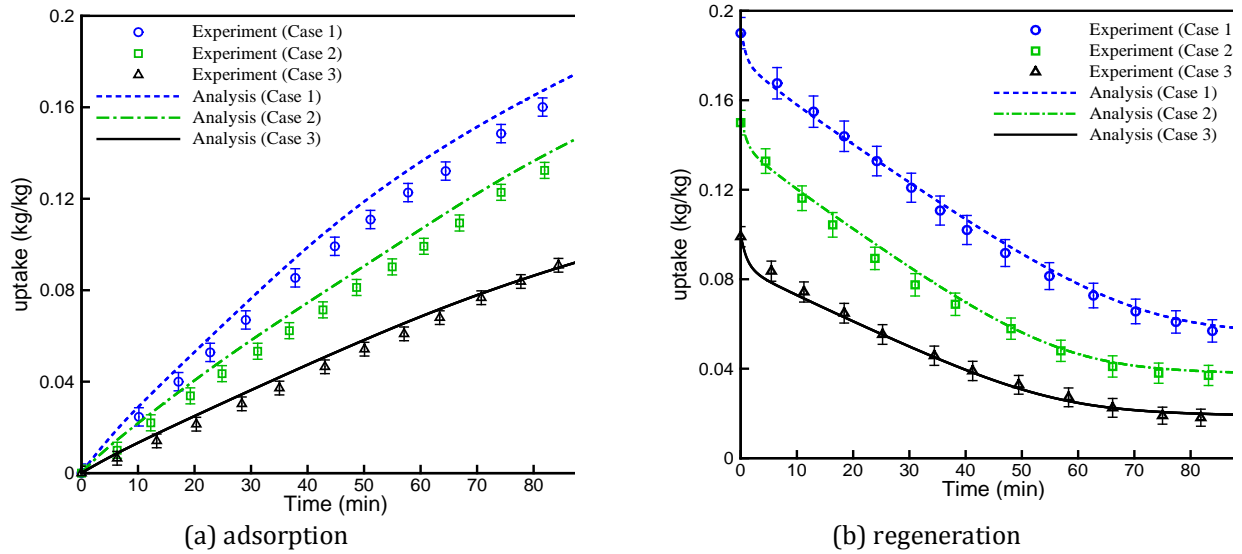 0.2
0.16
0.12
0.08
0.04
0
uptake (kg/kg)
Experiment (Case 1)
Experiment (Case 2)
Experiment (Case 3)
Analysis (Case 1)
Analysis (Case 2)
Analysis (Case 3)
0 10 20 30 40 50 60 70 80
Time (min)
(a) adsorption
0.2
0.16
0.12
0.08
0.04
0
uptake (kg/kg)
Experiment (Case 1
Experiment (Case 2
Experiment (Case 3
Analysis (Case 1)
Analysis (Case 2)
Analysis (Case 3)
0 10 20 30 40 50 60 70 80
Time (min)
(b) regeneration